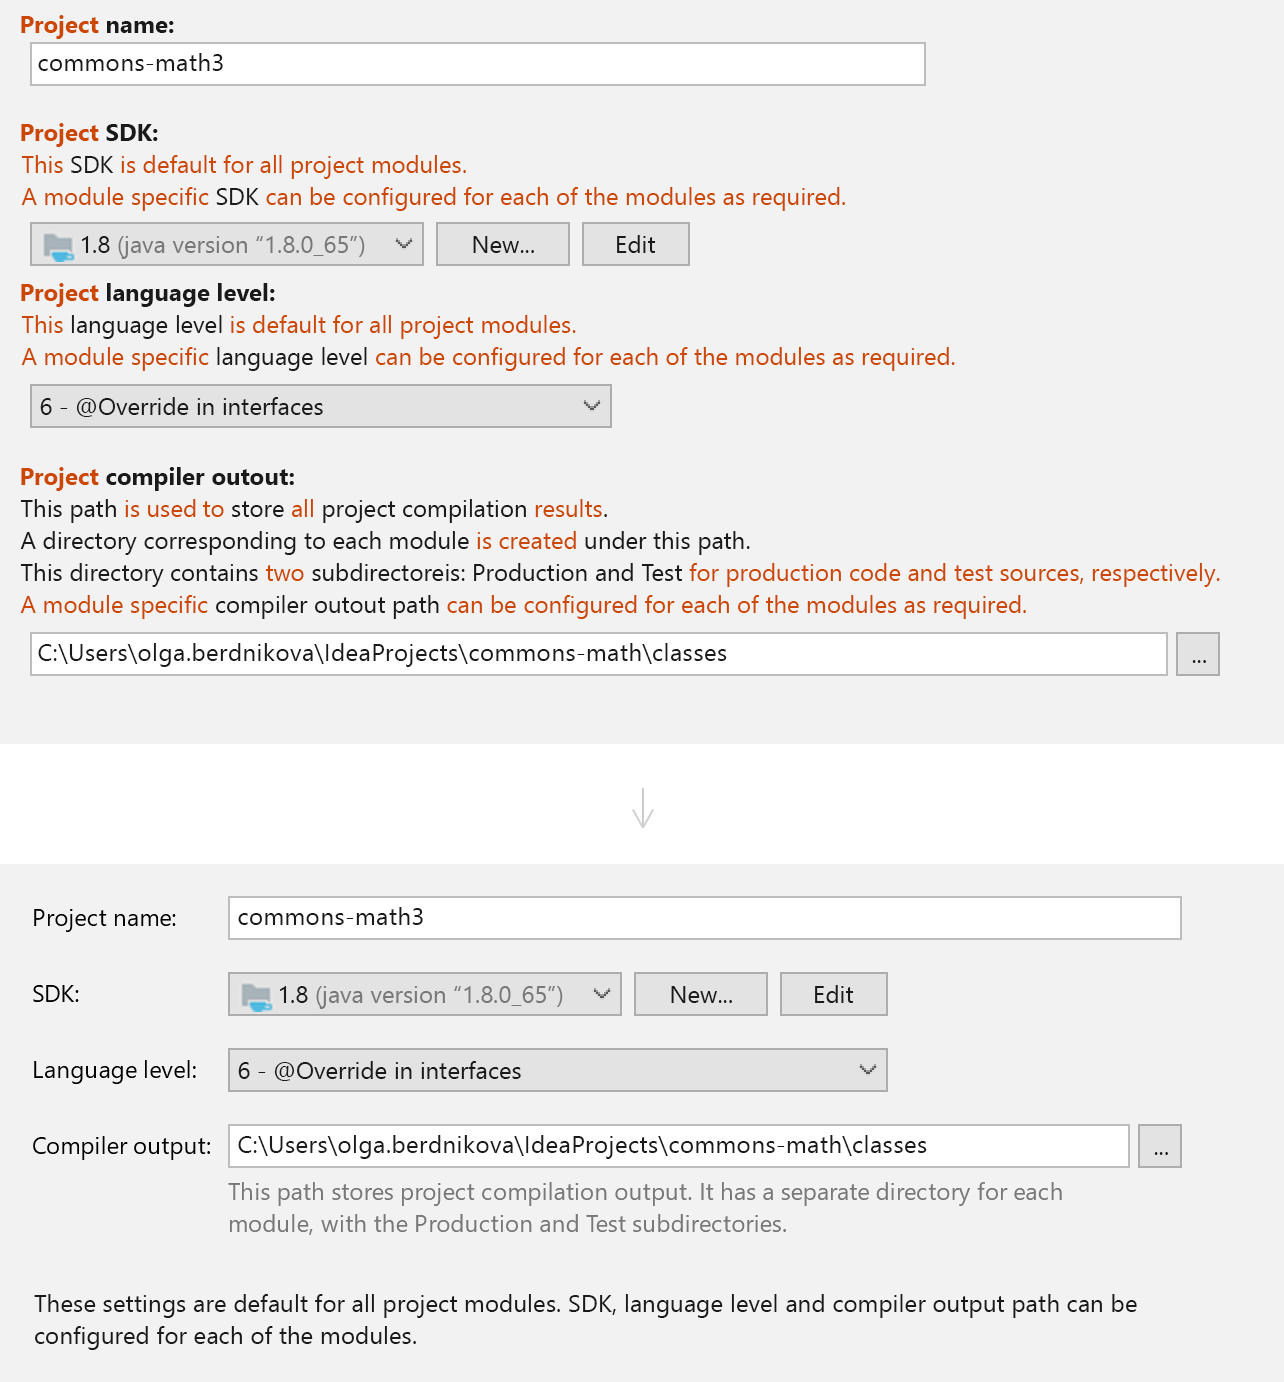 Project name:
commons-math3
Project SDK:
This SDK is default for all project modules.
A module specific SDK can be configured for each of the modules as required.
1.8 (java version “1.8.0_65”) New... Edit
Project language level:
This language level is default for all project modules.
A module specific language level can be configured for each of the modules as required.
6 - @Override in interfaces
Project compiler outout:
This path is used to store all project compilation results.
A directory corresponding to each module is created under this path.
This directory contains two subdirectoreis: Production and Test for production code and test sources, respectively.
A module specific compiler outout path can be configured for each of the modules as required.
C:\Users\olga.berdnikova\IdeaProjects\commons-math\classes ...
Project name: commons-math3
SDK: 1.8 (java version “1.8.0_65”) New... Edit
Language level: 6 - @Override in interfaces
Compiler output: C:\Users\olga.berdnikova\IdeaProjects\commons-math\classes ...
This path stores project compilation output. It has a separate directory for each
module, with the Production and Test subdirectories.
These settings are default for all project modules. SDK, language level and compiler output path can be
configured for each of the modules.